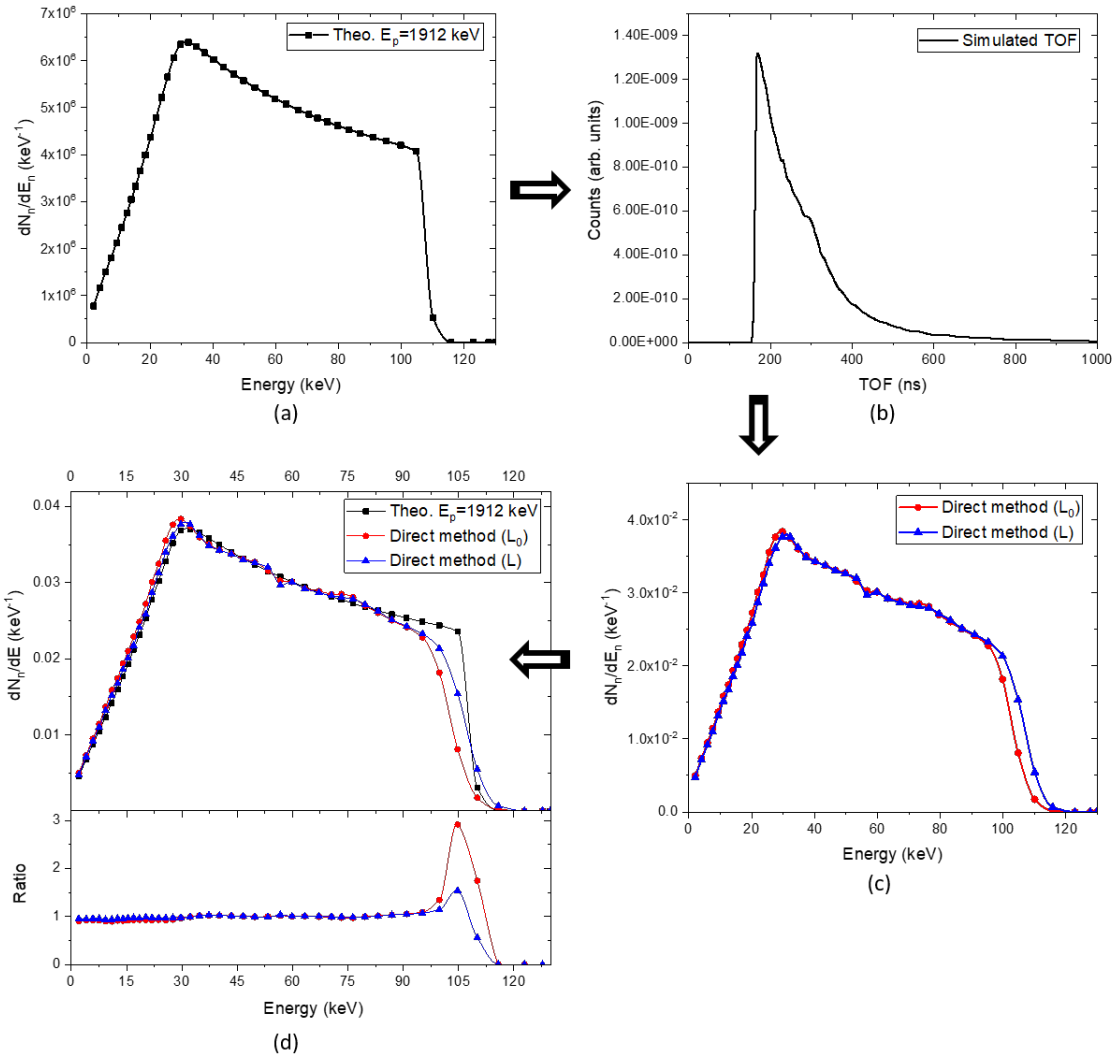 Theo. Eₚ=1912 keV
7x10⁶
6x10⁶
5x10⁶
4x10⁶
3x10⁶
2x10⁶
1x10⁶
0
dNₙ/dEₙ (keV⁻¹)
0 20 40 60 80 100 120
Energy (keV)
(a)
Simulated TOF
1.40E-009
1.20E-009
1.00E-009
8.00E-010
6.00E-010
4.00E-010
2.00E-010
0.00E+000
Counts (arb. units)
0 200 400 600 800 1000
TOF (ns)
(b)
0 15 30 45 60 75 90 105 120
Theo. Eₚ=1912 keV
Direct method (L₀)
Direct method (L)
0.04
0.03
0.02
0.01
dNₙ/dE (keV⁻¹)
3
2
1
0
Ratio
0 15 30 45 60 75 90 105 120
Energy (keV)
(d)
Direct method (L₀)
Direct method (L)
4.0x10⁻²
3.0x10⁻²
2.0x10⁻²
1.0x10⁻²
0.0
dNₙ/dEₙ (keV⁻¹)
0 20 40 60 80 100 120
Energy (keV)
(c)